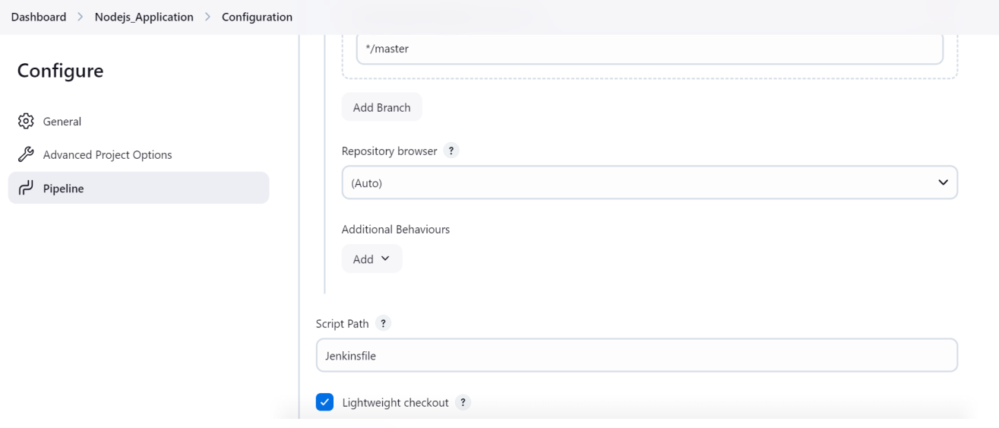 Dashboard > Nodejs_Application > Configuration
Configure
General
Advanced Project Options
Pipeline
*/master
Add Branch
Repository browser ?
(Auto)
Additional Behaviours
Add
Script Path ?
Jenkinsfile
Lightweight checkout ?